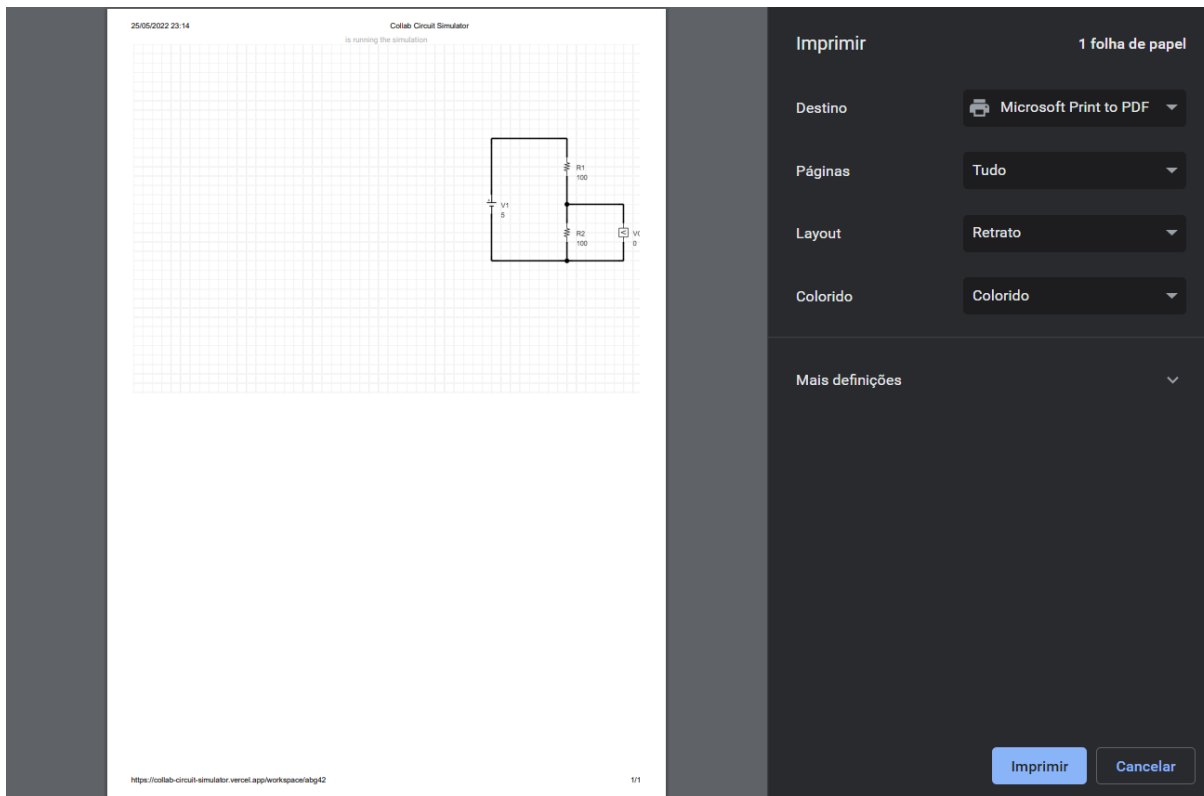 25/05/2022 23:14
Collab Circuit Simulator
is running the simulation
R1
100
V1
5
R2
100
0
https://collab-circuit-simulator.vercel.app/workspace/abg42
1/1
Imprimir
1 folha de papel
Destino
Microsoft Print to PDF
Páginas
Tudo
Layout
Retrato
Colorido
Colorido
Mais definições
Imprimir
Cancelar